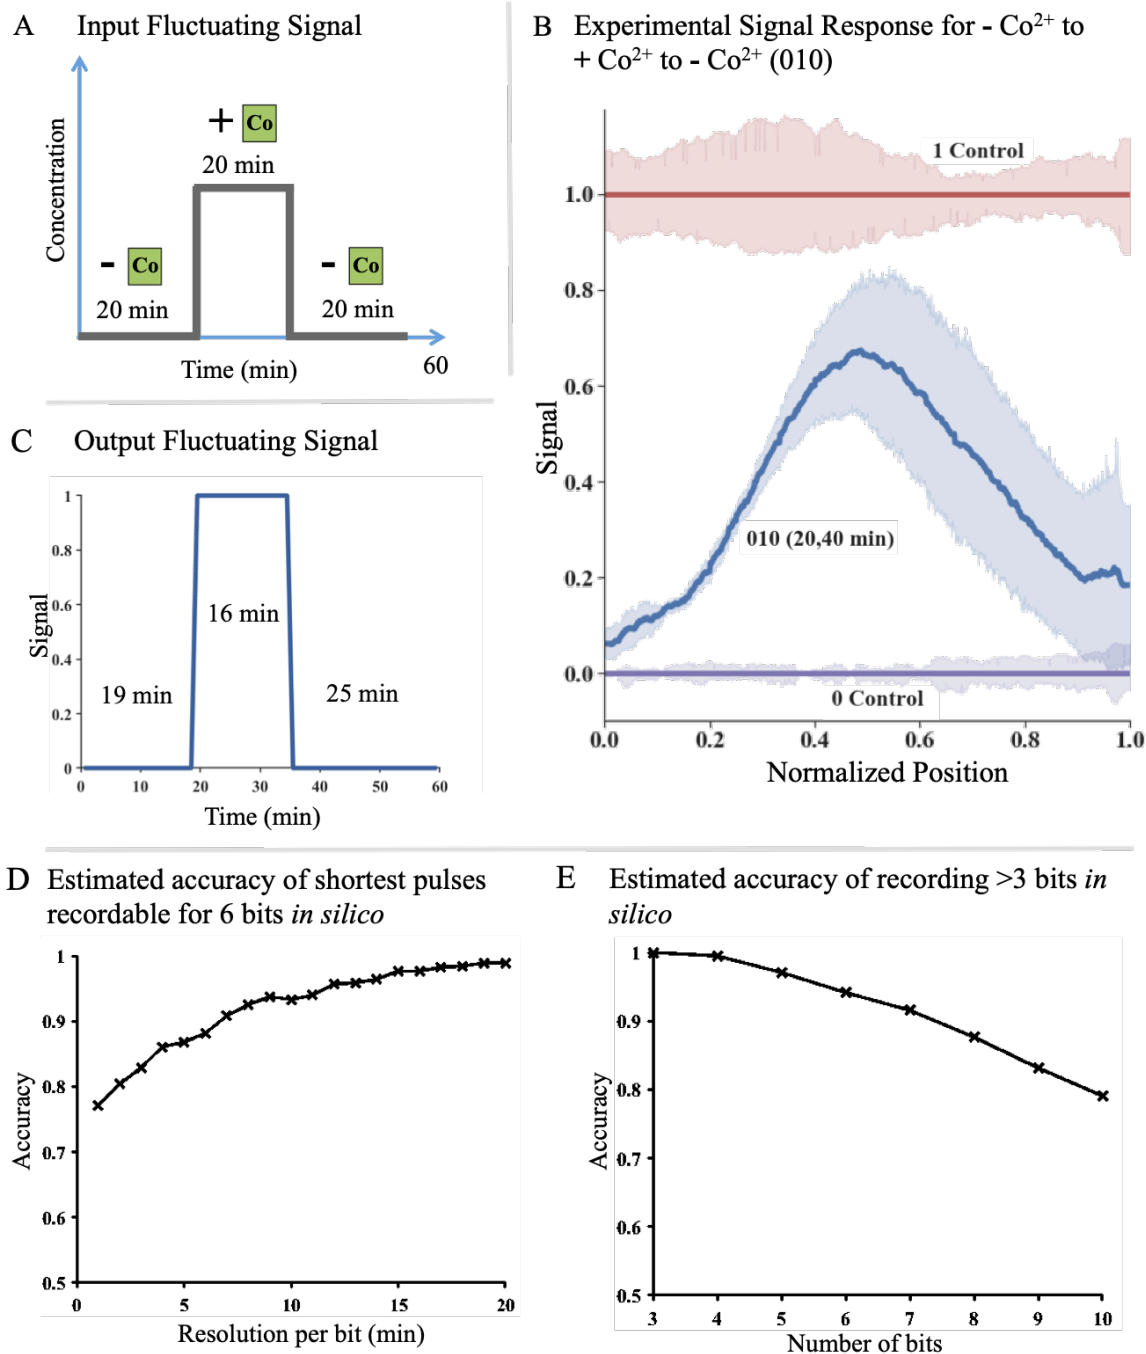 A Input Fluctuating Signal
Concentration
+ Co
20 min
- Co
20 min
- Co
20 min
Time (min)
60
B Experimental Signal Response for - Co²⁺ to
+ Co²⁺ to - Co²⁺ (010)
Signal
1.0
0.8
0.6
0.4
0.2
0.0
1 Control
010 (20,40 min)
0 Control
0.0 0.2 0.4 0.6 0.8 1.0
Normalized Position
C Output Fluctuating Signal
Signal
1
0.8
0.6
0.4
0.2
0
16 min
19 min
25 min
0 10 20 30 40 50 60
Time (min)
D Estimated accuracy of shortest pulses
recordable for 6 bits in silico
Accuracy
1
0.9
0.8
0.7
0.6
0.5
0 5 10 15 20
Resolution per bit (min)
E Estimated accuracy of recording >3 bits in
silico
Accuracy
1
0.9
0.8
0.7
0.6
0.5
3 4 5 6 7 8 9 10
Number of bits